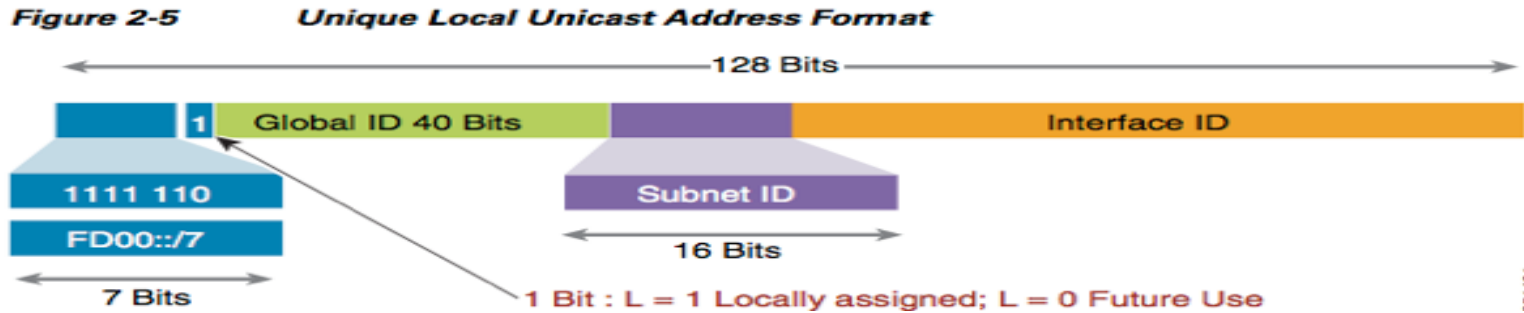 Figure 2-5 Unique Local Unicast Address Format
128 Bits
1 Global ID 40 Bits Interface ID
1111 110 Subnet ID
FD00::/7
16 Bits
7 Bits 1 Bit : L = 1 Locally assigned; L = 0 Future Use